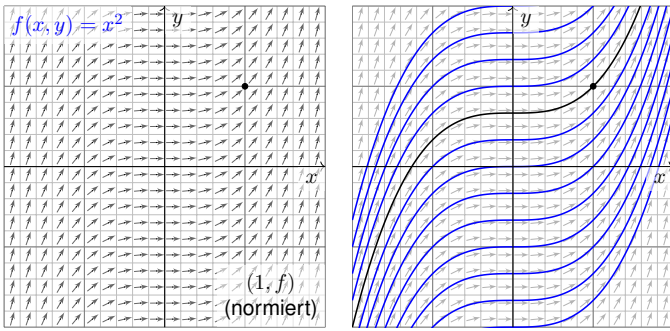 f(x, y) = x²
y
x
(1, f)
(normiert)
y
x